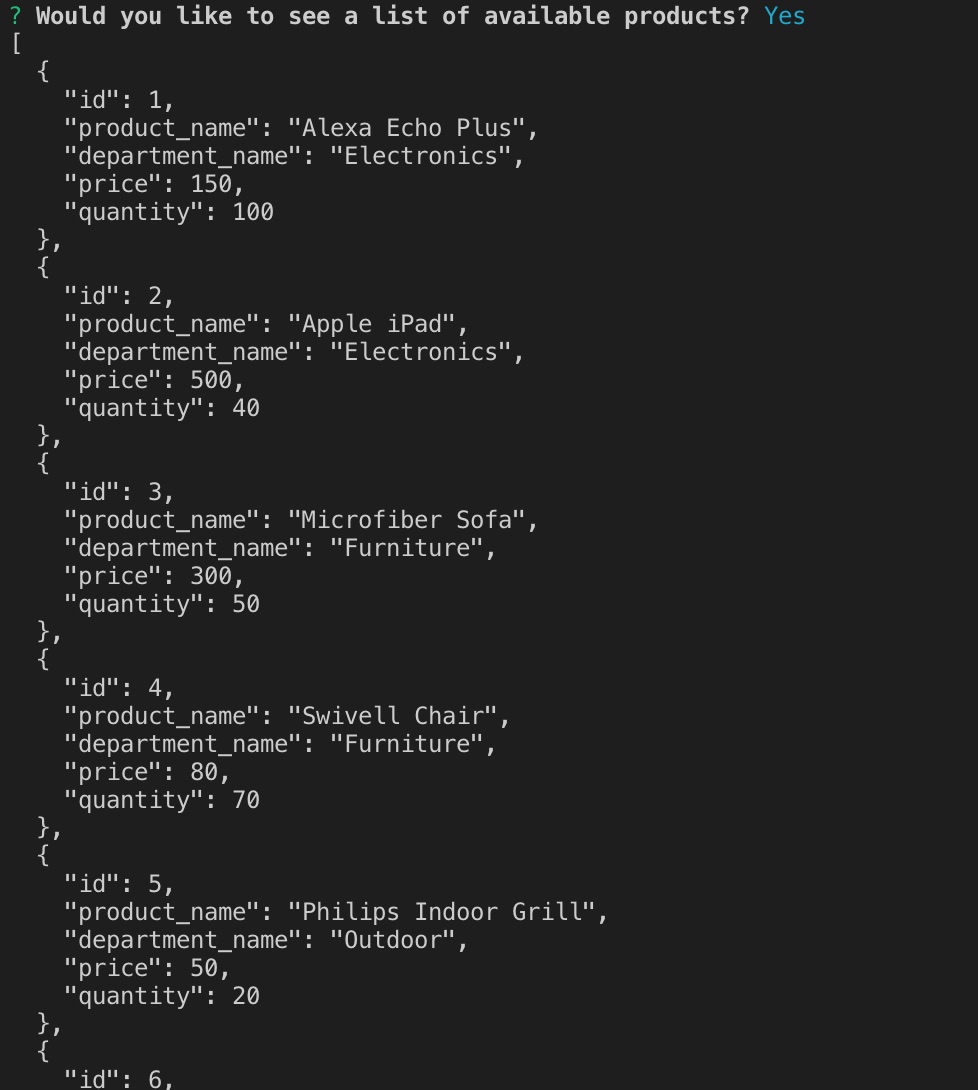 ? Would you like to see a list of available products? Yes
[
  {
    "id": 1,
    "product_name": "Alexa Echo Plus",
    "department_name": "Electronics",
    "price": 150,
    "quantity": 100
  },
  {
    "id": 2,
    "product_name": "Apple iPad",
    "department_name": "Electronics",
    "price": 500,
    "quantity": 40
  },
  {
    "id": 3,
    "product_name": "Microfiber Sofa",
    "department_name": "Furniture",
    "price": 300,
    "quantity": 50
  },
  {
    "id": 4,
    "product_name": "Swivell Chair",
    "department_name": "Furniture",
    "price": 80,
    "quantity": 70
  },
  {
    "id": 5,
    "product_name": "Philips Indoor Grill",
    "department_name": "Outdoor",
    "price": 50,
    "quantity": 20
  },
  {
    "id": 6,